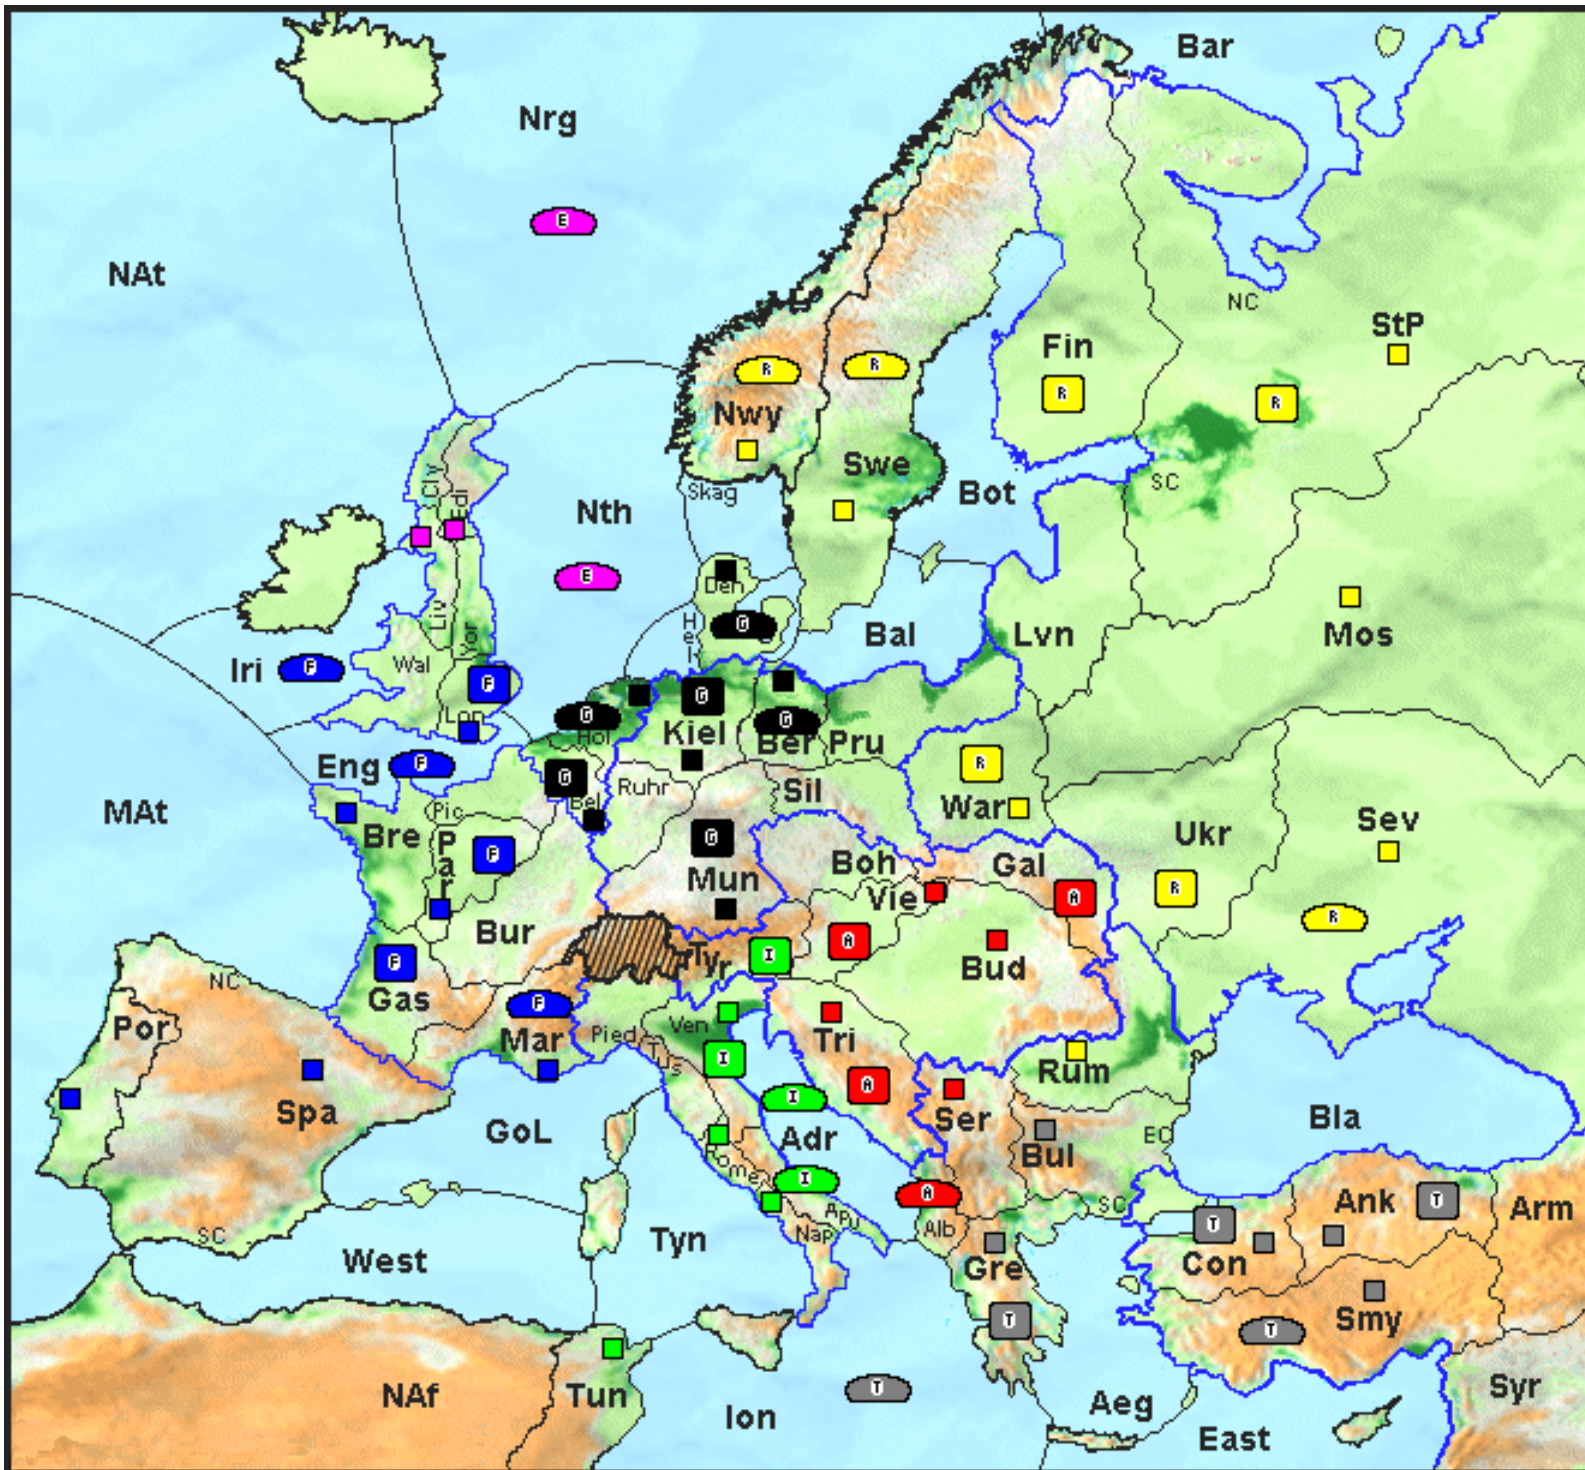 Bar
Nrg
E
NAt
NC
StP
Fin
R
R
R
R
Nwy
Cly
Edi
Swe
SC
Skag
Bot
Nth
E
Den
Hel
G
Liv
Yor
Bal
Lvn
Mos
Iri
F
Wal
F
G
Lon
G
Hol
Kiel
G
Ber
Pru
Eng
F
G
Ruhr
Sil
R
War
MAt
Pic
Bel
Bre
Par
F
G
Mun
Boh
Gal
Ukr
Sev
Vie
A
R
R
Bur
Tyr
I
A
Bud
NC
F
Gas
F
Por
Mar
Pied
Ven
Tus
I
Tri
A
Rum
Spa
GoL
I
Adr
Ser
Bul
EC
Bla
Rome
I
A
SC
Ank
T
Arm
SC
West
Tyn
Apu
Nap
Alb
Gre
T
Con
T
T
Smy
NAf
Tun
Ion
T
Aeg
East
Syr